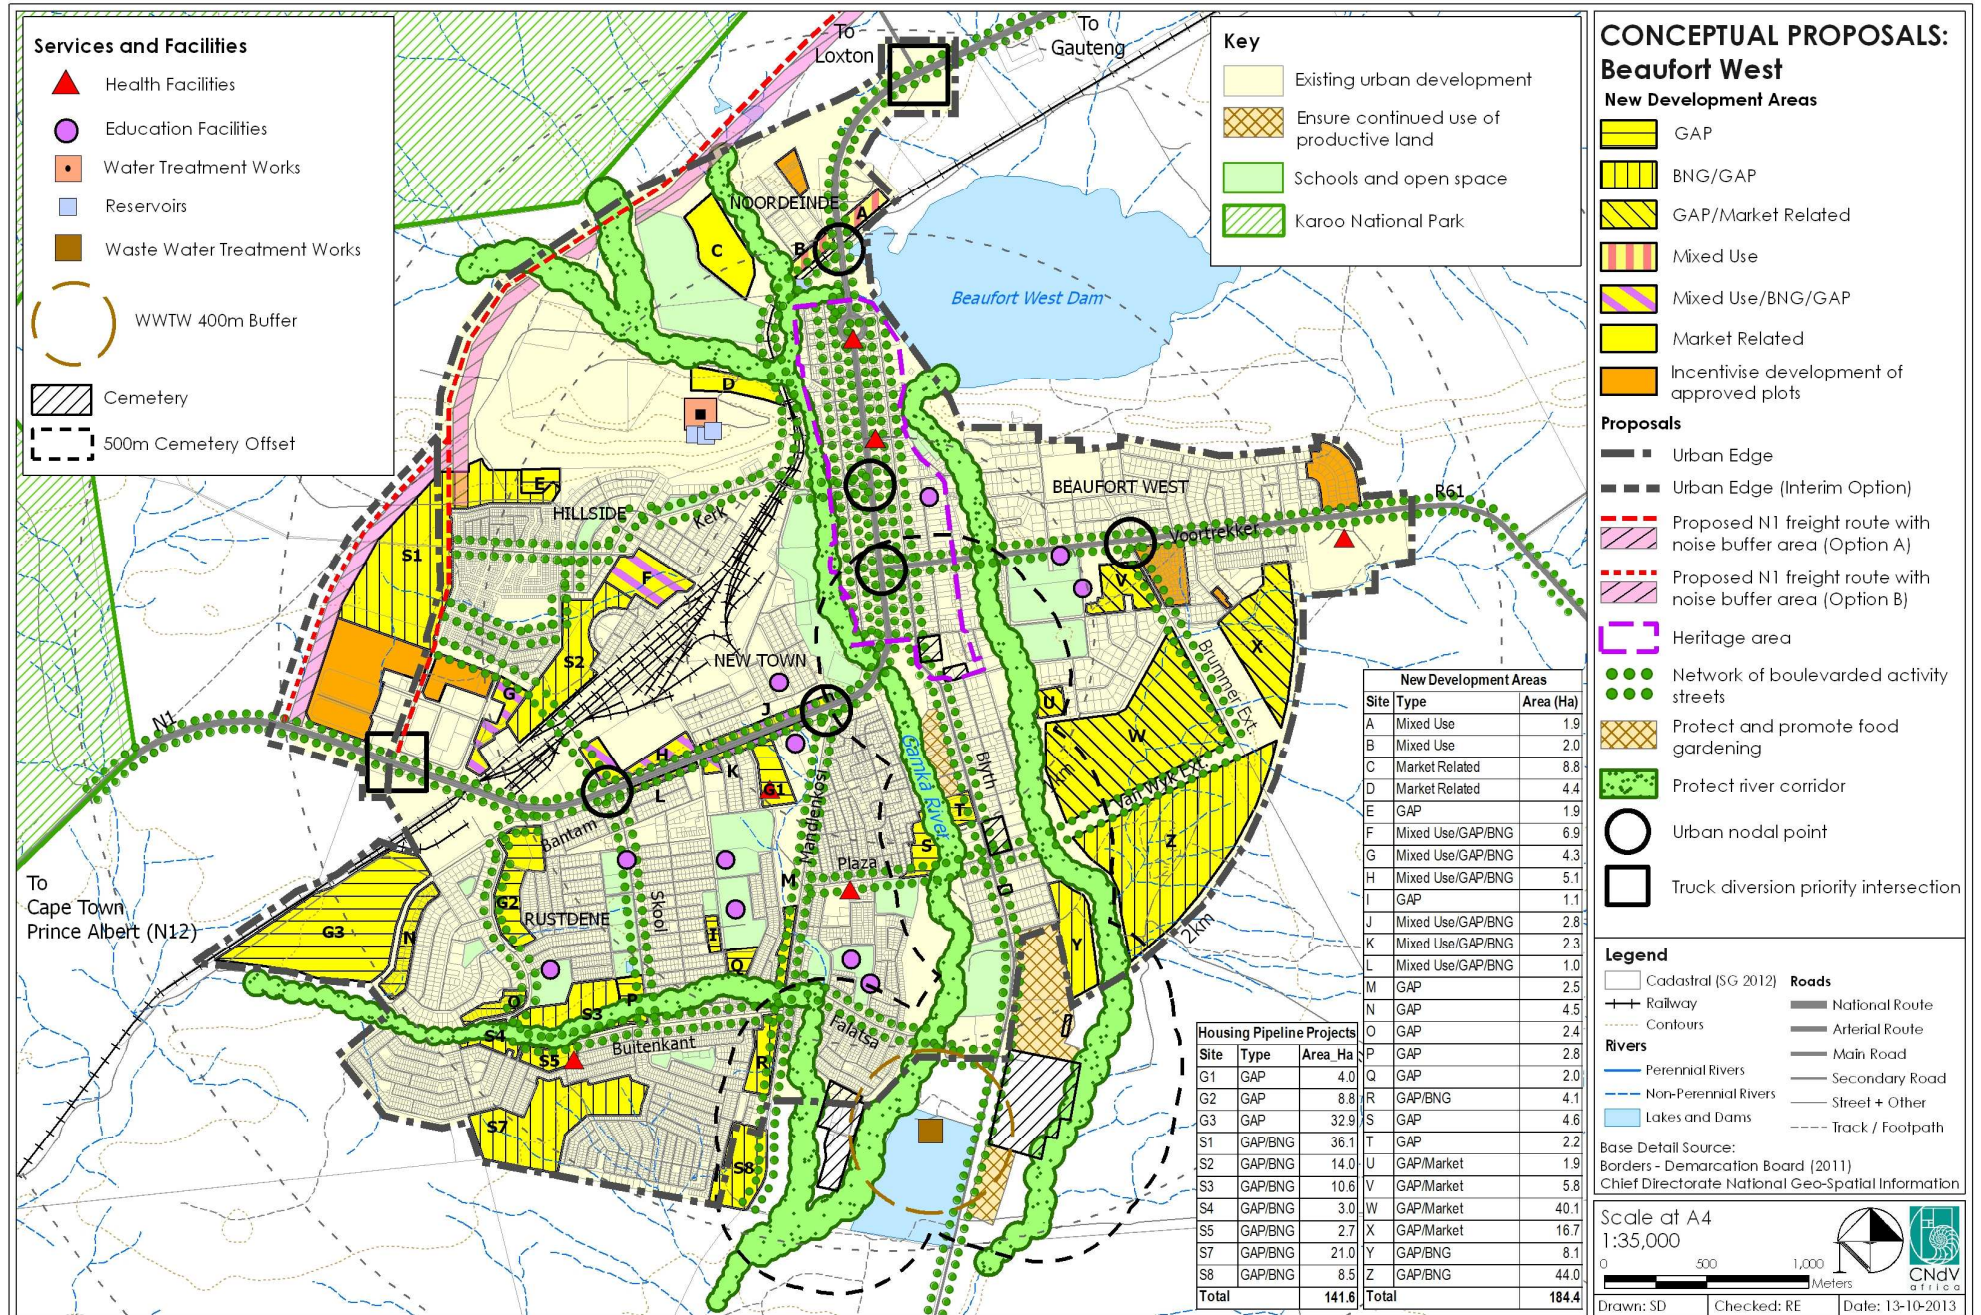 Services and Facilities
Health Facilities
Education Facilities
Water Treatment Works
Reservoirs
Waste Water Treatment Works
WWTW 400m Buffer
Cemetery
500m Cemetery Offset
To
Loxton
To
Gauteng
Key
Existing urban development
Ensure continued use of
productive land
Schools and open space
Karoo National Park
NOORDEINDE
A
B
C
Beaufort West Dam
D
E
HILLSIDE
Kerk
BEAUFORT WEST
R61
Voortrekker
S1
F
V
S2
NEW TOWN
X
Brummer Ext.
G
U
J
W
N1
H
K
L
G1
Gamka River
Blyth
1km
Van Wyk Ext.
Mandlenkosi
T
Bantam
S
Plaza
Z
To
Cape Town
Prince Albert (N12)
M
G2
RUSTDENE
Skool
G3
N
I
Y
2km
Q
O
P
S3
S4
Falatsa
Buitenkant
S5
R
S7
S8
Housing Pipeline Projects
Site Type Area_Ha
G1 GAP 4.0
G2 GAP 8.8
G3 GAP 32.9
S1 GAP/BNG 36.1
S2 GAP/BNG 14.0
S3 GAP/BNG 10.6
S4 GAP/BNG 3.0
S5 GAP/BNG 2.7
S7 GAP/BNG 21.0
S8 GAP/BNG 8.5
Total 141.6
New Development Areas
Site Type Area (Ha)
A Mixed Use 1.9
B Mixed Use 2.0
C Market Related 8.8
D Market Related 4.4
E GAP 1.9
F Mixed Use/GAP/BNG 6.9
G Mixed Use/GAP/BNG 4.3
H Mixed Use/GAP/BNG 5.1
I GAP 1.1
J Mixed Use/GAP/BNG 2.8
K Mixed Use/GAP/BNG 2.3
L Mixed Use/GAP/BNG 1.0
M GAP 2.5
N GAP 4.5
O GAP 2.4
P GAP 2.8
Q GAP 2.0
R GAP/BNG 4.1
S GAP 4.6
T GAP 2.2
U GAP/Market 1.9
V GAP/Market 5.8
W GAP/Market 40.1
X GAP/Market 16.7
Y GAP/BNG 8.1
Z GAP/BNG 44.0
Total 184.4
CONCEPTUAL PROPOSALS:
Beaufort West
New Development Areas
GAP
BNG/GAP
GAP/Market Related
Mixed Use
Mixed Use/BNG/GAP
Market Related
Incentivise development of
approved plots
Proposals
Urban Edge
Urban Edge (Interim Option)
Proposed N1 freight route with
noise buffer area (Option A)
Proposed N1 freight route with
noise buffer area (Option B)
Heritage area
Network of boulevarded activity
streets
Protect and promote food
gardening
Protect river corridor
Urban nodal point
Truck diversion priority intersection
Legend
Cadastral (SG 2012)
Railway
Contours
Rivers
Perennial Rivers
Non-Perennial Rivers
Lakes and Dams
Roads
National Route
Arterial Route
Main Road
Secondary Road
Street + Other
Track / Footpath
Base Detail Source:
Borders - Demarcation Board (2011)
Chief Directorate National Geo-Spatial Information
Scale at A4
1:35,000
0 500 1,000
Meters
CNdV
africa
Drawn: SD Checked: RE Date: 13-10-2013